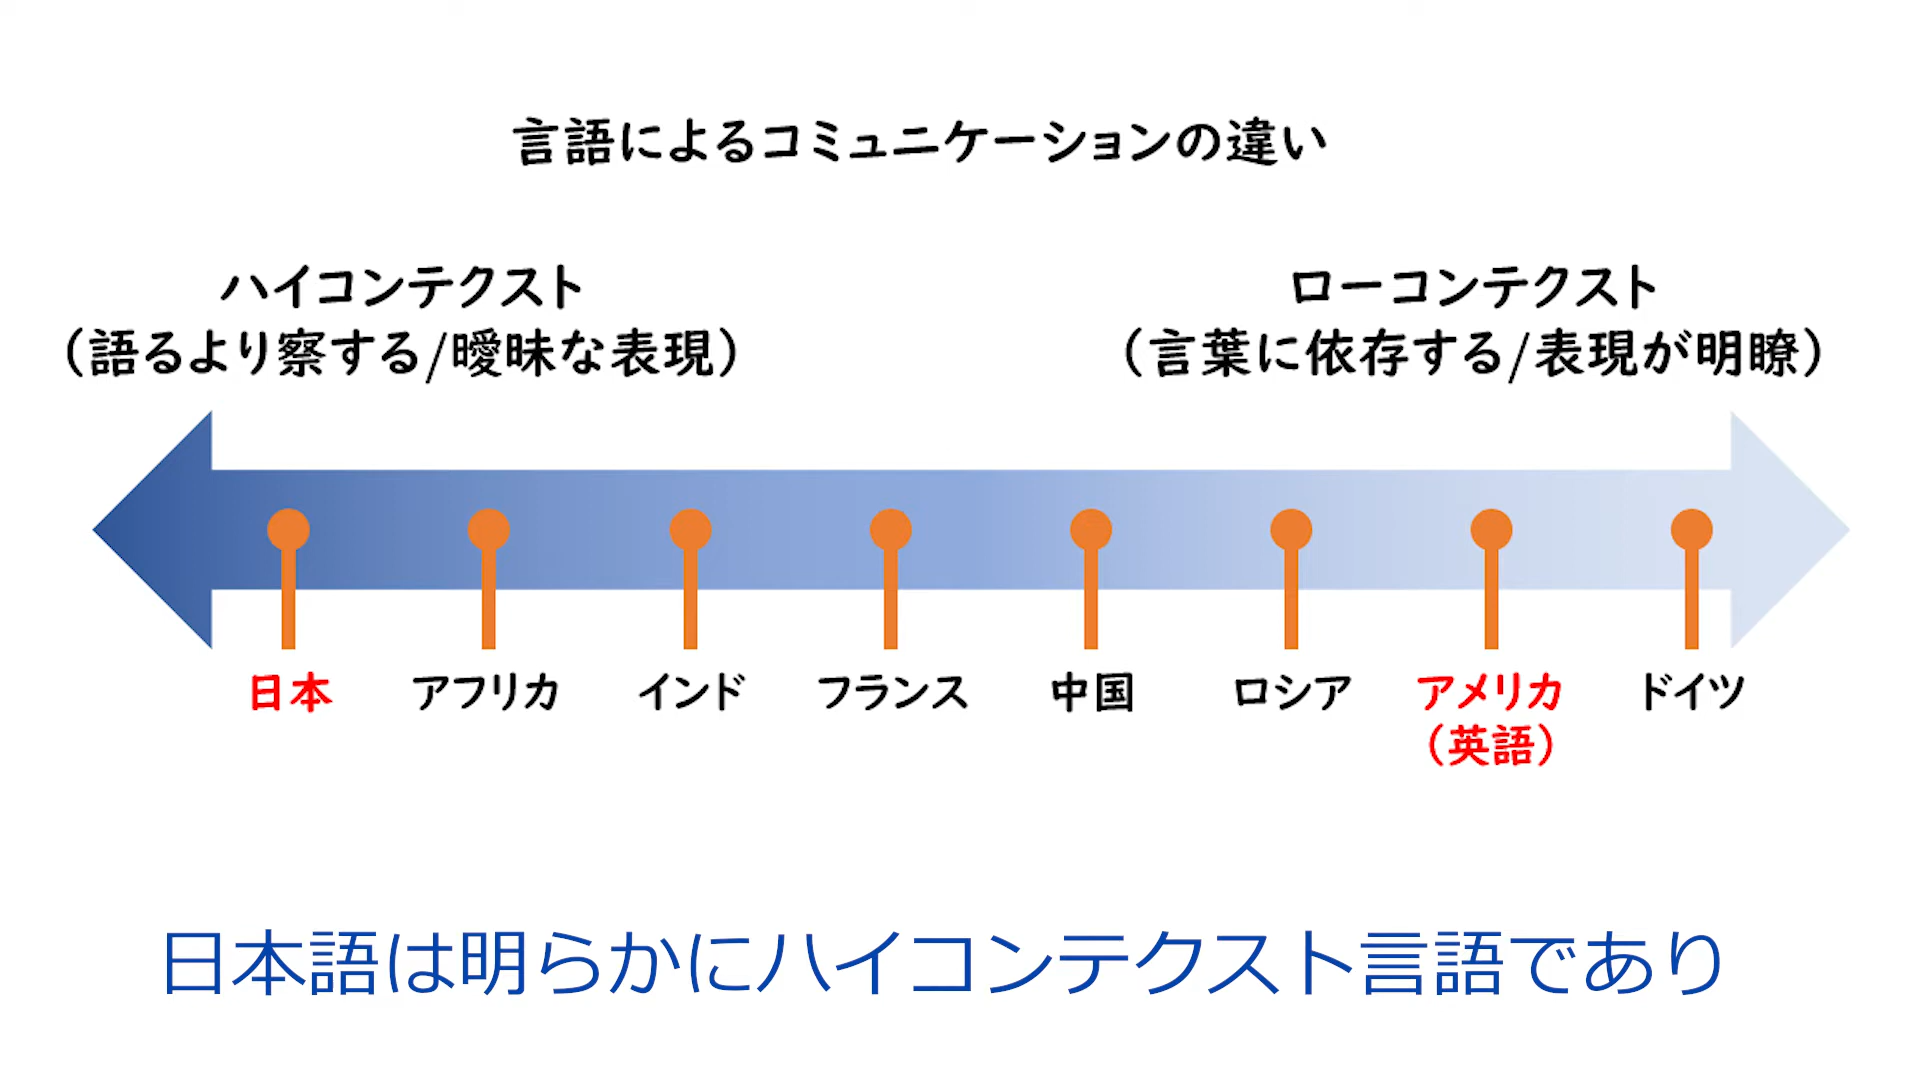 言語によるコミュニケーションの違い
ハイコンテクスト
（語るより察する/曖昧な表現）
ローコンテクスト
（言葉に依存する/表現が明瞭）
日本
アフリカ
インド
フランス
中国
ロシア
アメリカ
（英語）
ドイツ
日本語は明らかにハイコンテクスト言語であり